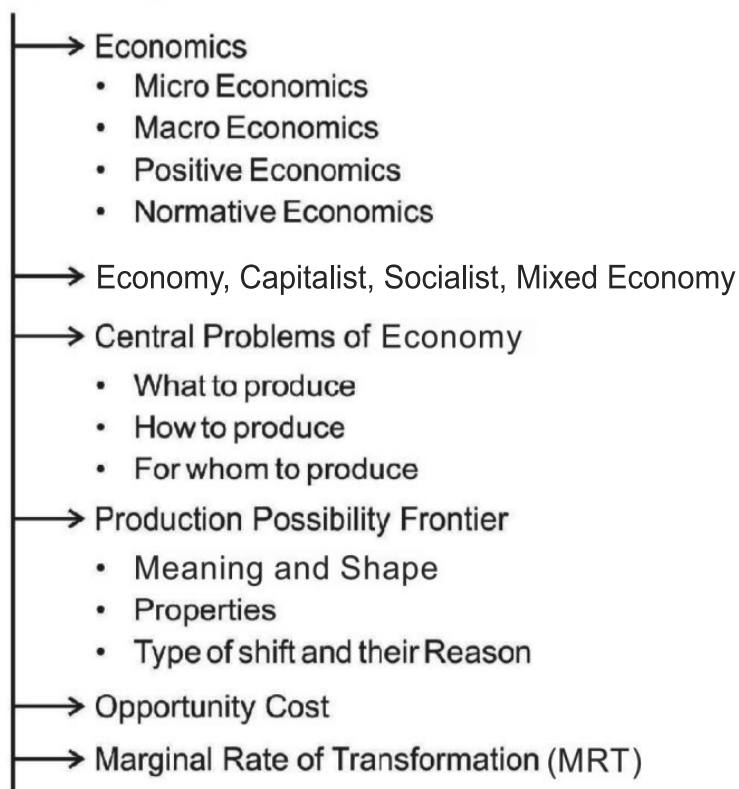 Economics
• Micro Economics
• Macro Economics
• Positive Economics
• Normative Economics
Economy, Capitalist, Socialist, Mixed Economy
Central Problems of Economy
• What to produce
• How to produce
• For whom to produce
Production Possibility Frontier
• Meaning and Shape
• Properties
• Type of shift and their Reason
Opportunity Cost
Marginal Rate of Transformation (MRT)